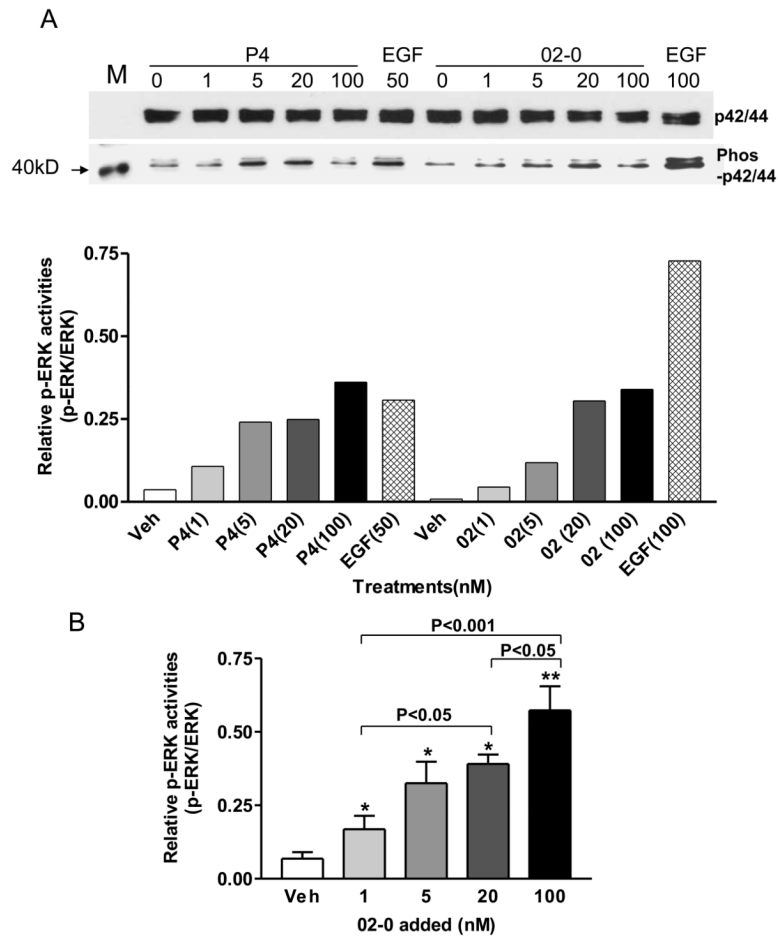 A
P4 EGF 02-0 EGF
M 0 1 5 20 100 50 0 1 5 20 100 100
p42/44
40kD
Phos
-p42/44
Relative p-ERK activities
(p-ERK/ERK)
0.75
0.50
0.25
0.00
Veh P4(1) P4(5) P4(20) P4(100) EGF(50) Veh 02(1) 02(5) 02 (20) 02 (100) EGF(100)
Treatments(nM)
B
Relative p-ERK activities
(p-ERK/ERK)
P<0.001
P<0.05
P<0.05
* * * **
0.75
0.50
0.25
0.00
Veh 1 5 20 100
02-0 added (nM)